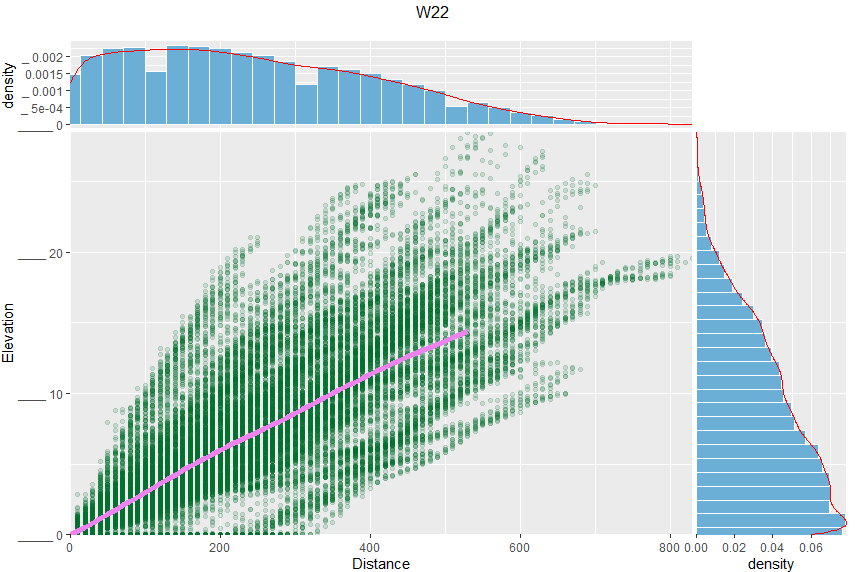 W22
density
_ 0.002
_ 0.0015
_ 0.001
_ 5e-04
_ 0
Elevation
20
10
0
0 200 400 600 800
Distance
0.00 0.02 0.04 0.06
density